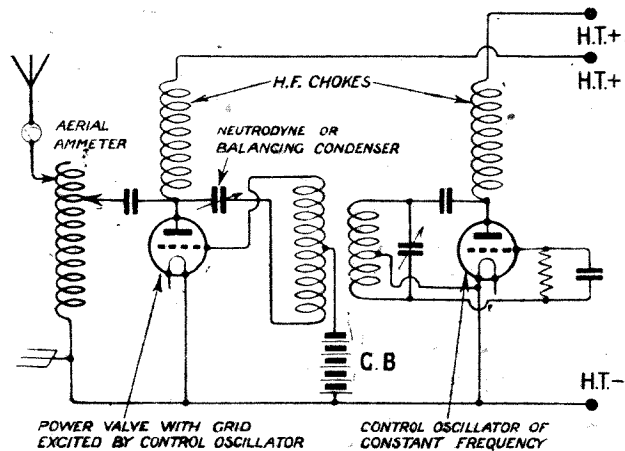 H.T.+
H.T.+
H.F. CHOKES
AERIAL
AMMETER
NEUTRODYNE OR
BALANCING CONDENSER
G.B
H.T.-
POWER VALVE WITH GRID
EXCITED BY CONTROL OSCILLATOR
CONTROL OSCILLATOR OF
CONSTANT FREQUENCY